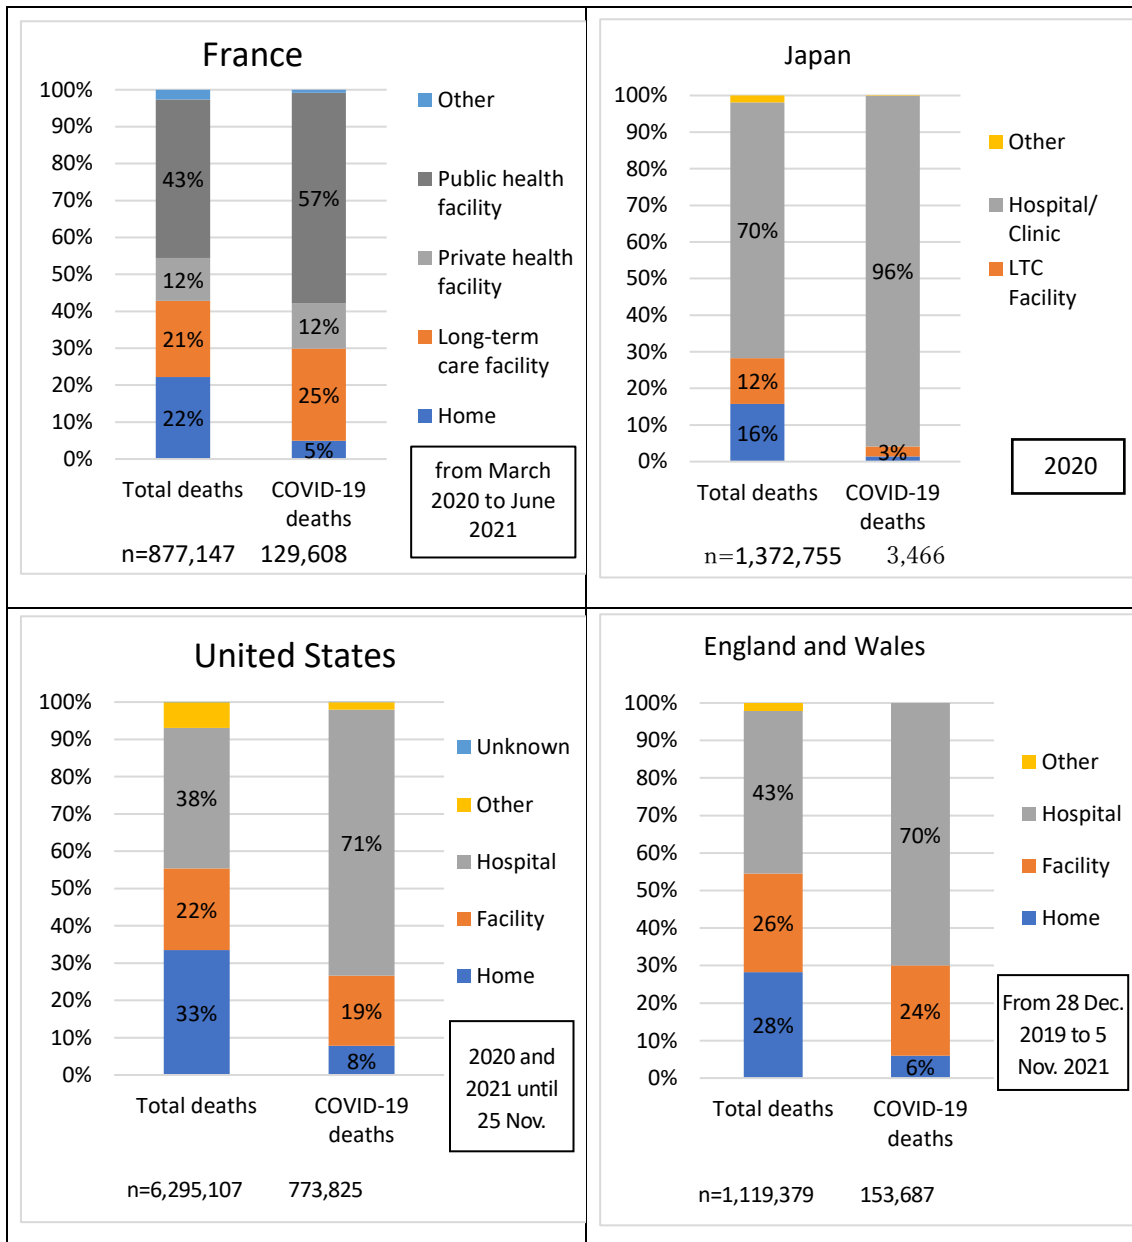 France
100%
90%
80%
70%
60%
50%
40%
30%
20%
10%
0%
43%
12%
21%
22%
57%
12%
25%
5%
Total deaths
COVID-19
deaths
n=877,147 129,608
Other
Public health
facility
Private health
facility
Long-term
care facility
Home
from March
2020 to June
2021
Japan
100%
90%
80%
70%
60%
50%
40%
30%
20%
10%
0%
70%
12%
16%
96%
3%
Total deaths
COVID-19
deaths
n=1,372,755 3,466
Other
Hospital/
Clinic
LTC
Facility
2020
United States
100%
90%
80%
70%
60%
50%
40%
30%
20%
10%
0%
38%
22%
33%
71%
19%
8%
Total deaths
COVID-19
deaths
n=6,295,107 773,825
Unknown
Other
Hospital
Facility
Home
2020 and
2021 until
25 Nov.
England and Wales
100%
90%
80%
70%
60%
50%
40%
30%
20%
10%
0%
43%
26%
28%
70%
24%
6%
Total deaths
COVID-19
deaths
n=1,119,379 153,687
Other
Hospital
Facility
Home
From 28 Dec.
2019 to 5
Nov. 2021